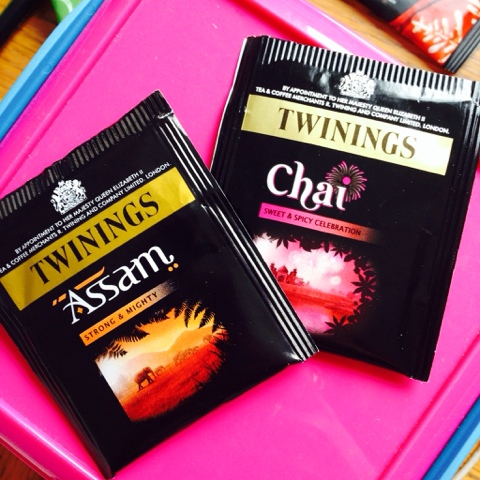 BY APPOINTMENT TO HER MAJESTY QUEEN ELIZABETH II
TEA & COFFEE MERCHANTS R. TWINING AND COMPANY LIMITED. LONDON.
TWININGS
Assam
STRONG & MIGHTY
BY APPOINTMENT TO HER MAJESTY QUEEN ELIZABETH II
TEA & COFFEE MERCHANTS R. TWINING AND COMPANY LIMITED. LONDON.
TWININGS
Chai
SWEET & SPICY CELEBRATION